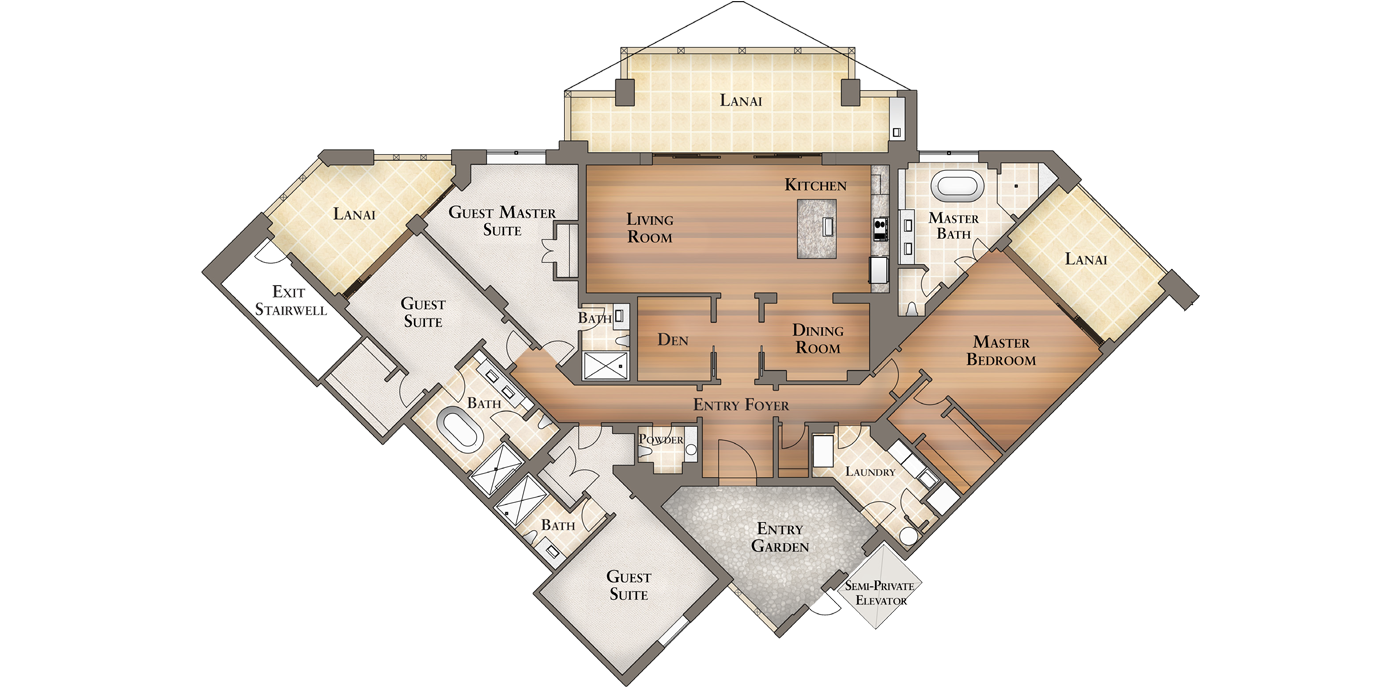 Lanai
Kitchen
Living
Room
Guest Master
Suite
Lanai
Master
Bath
Lanai
Exit
Stairwell
Guest
Suite
Bath
Den
Dining
Room
Master
Bedroom
Bath
Entry Foyer
Powder
Laundry
Bath
Entry
Garden
Guest
Suite
Semi-Private
Elevator